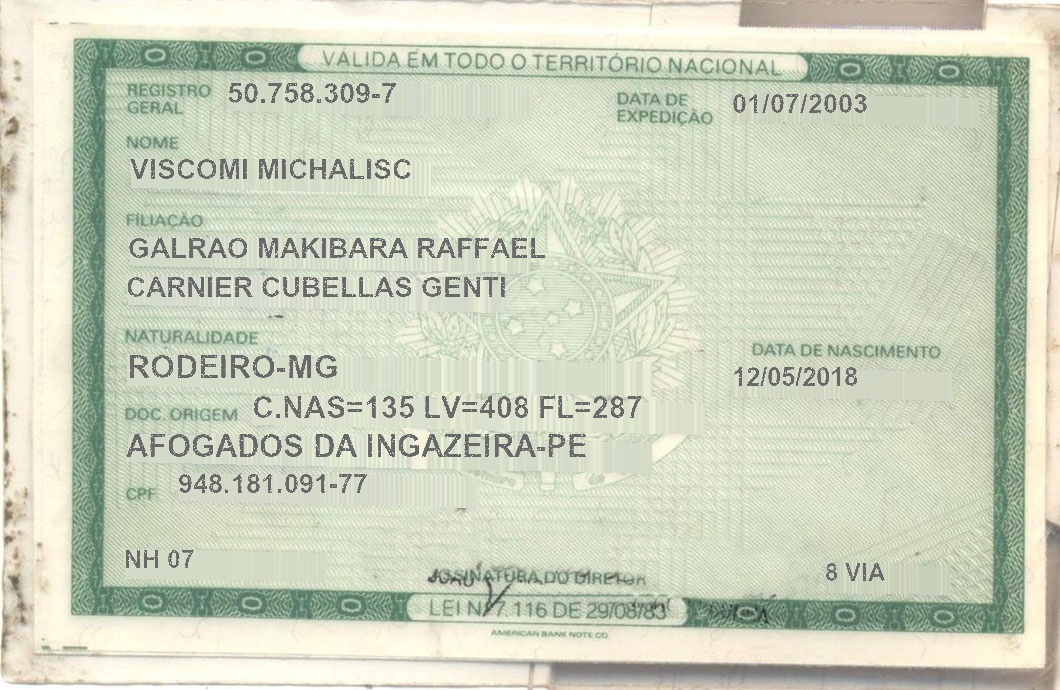 VÁLIDA EM TODO O TERRITÓRIO NACIONAL
REGISTRO GERAL 50.758.309-7
DATA DE EXPEDIÇÃO 01/07/2003
NOME
VISCOMI MICHALISC
FILIAÇÃO
GALRAO MAKIBARA RAFFAEL
CARNIER CUBELLAS GENTI
NATURALIDADE
RODEIRO-MG
DATA DE NASCIMENTO
12/05/2018
DOC. ORIGEM C.NAS=135 LV=408 FL=287
AFOGADOS DA INGAZEIRA-PE
CPF 948.181.091-77
NH 07
8 VIA
ASSINATURA DO DIRETOR
LEI Nº 7.116 DE 29/08/83
AMERICAN BANK NOTE CO.